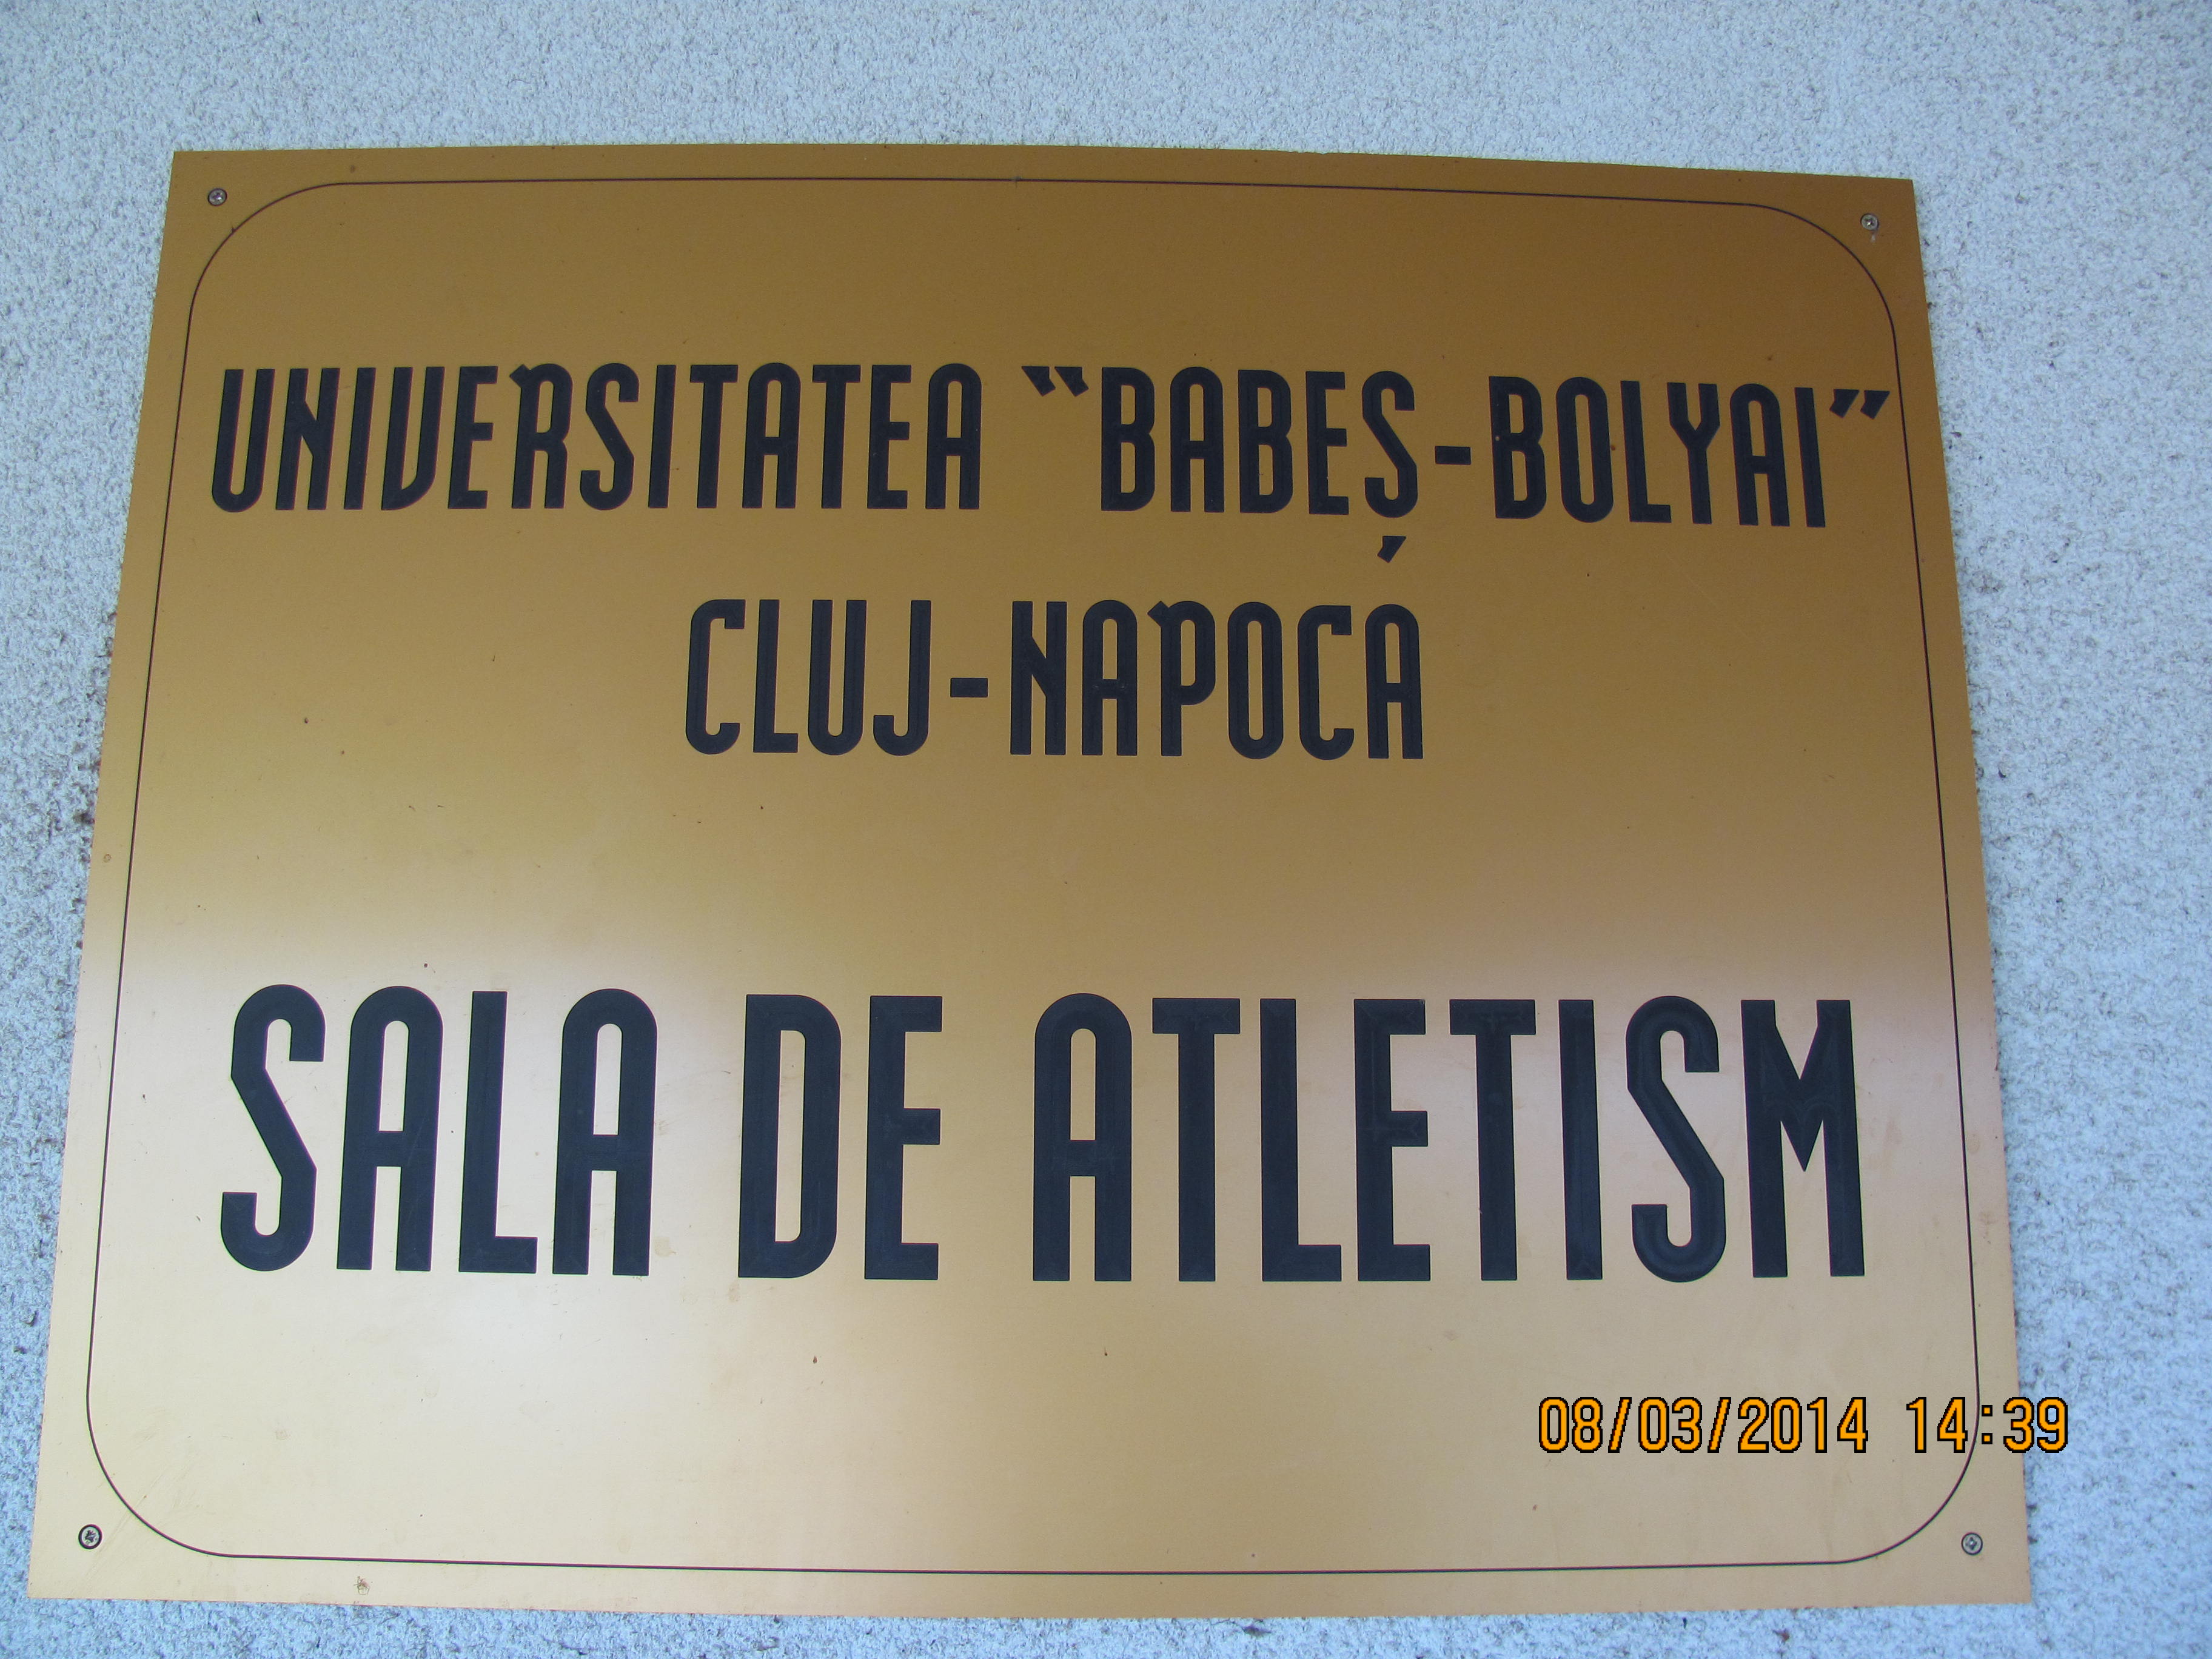 UNIVERSITATEA "BABEȘ-BOLYAI"
CLUJ-NAPOCA
SALA DE ATLETISM
08/03/2014 14:39